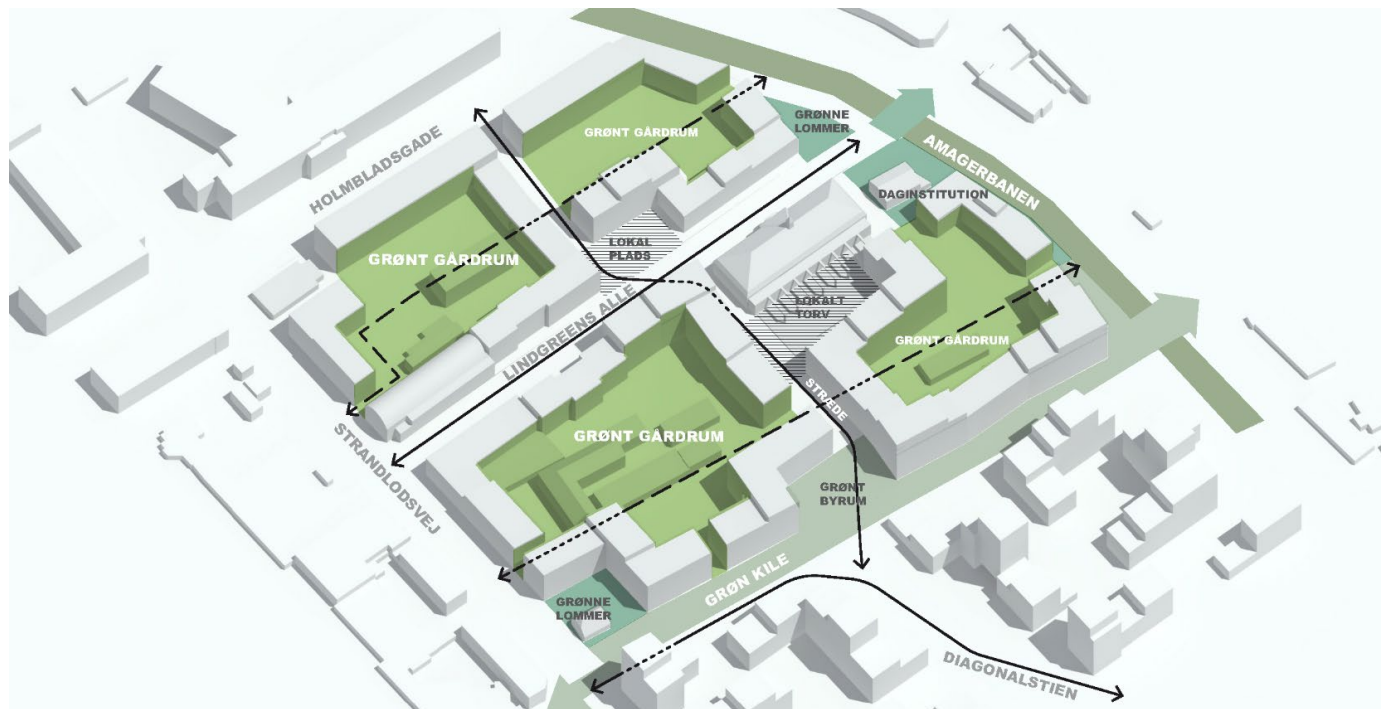 GRØNNE
LOMMER
GRØNT GÅRDRUM
AMAGERBANEN
HOLMBLADSGADE
DAGINSTITUTION
LOKAL
PLADS
GRØNT GÅRDRUM
LOKALT
TORV
LINDGREENS ALLE
GRØNT GÅRDRUM
STRÆDE
STRANDLODSVEJ
GRØNT GÅRDRUM
GRØNT
BYRUM
GRØN KILE
GRØNNE
LOMMER
DIAGONALSTIEN